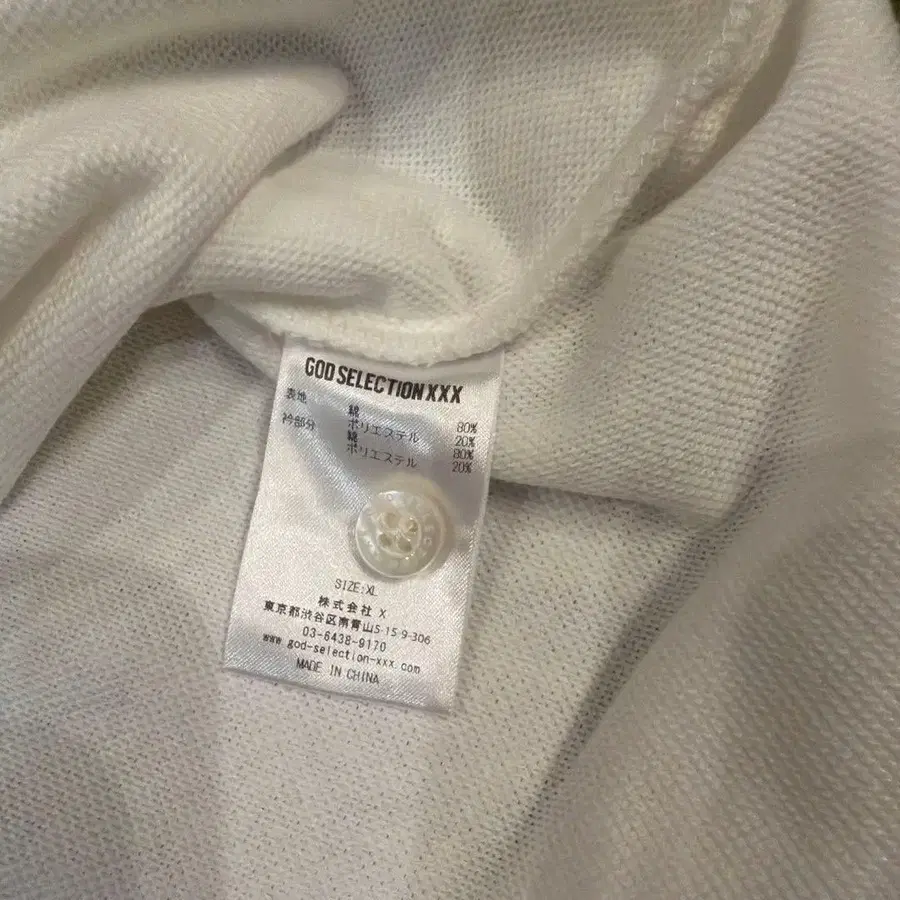 GOD SELECTION XXX
表地 綿 80%
ポリエステル 20%
衿部分 綿 80%
ポリエステル 20%
SIZE:XL
株式会社 X
東京都渋谷区南青山5-15-9-306
03-6438-9170
www.god-selection-xxx.com
MADE IN CHINA